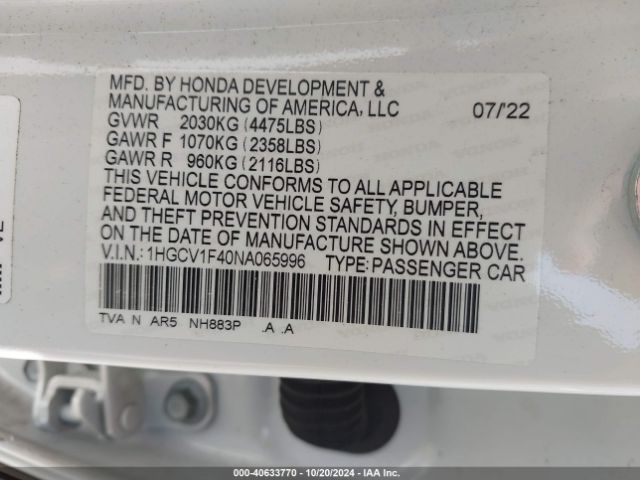 MFD. BY HONDA DEVELOPMENT &
MANUFACTURING OF AMERICA, LLC 07/'22
GVWR 2030KG (4475LBS)
GAWR F 1070KG (2358LBS)
GAWR R 960KG (2116LBS)
THIS VEHICLE CONFORMS TO ALL APPLICABLE
FEDERAL MOTOR VEHICLE SAFETY, BUMPER,
AND THEFT PREVENTION STANDARDS IN EFFECT
ON THE DATE OF MANUFACTURE SHOWN ABOVE.
V.I.N.: 1HGCV1F40NA065996 TYPE: PASSENGER CAR
TVA N AR5 NH883P .A .A
000-40633770 | 10/20/2024 | IAA Inc.